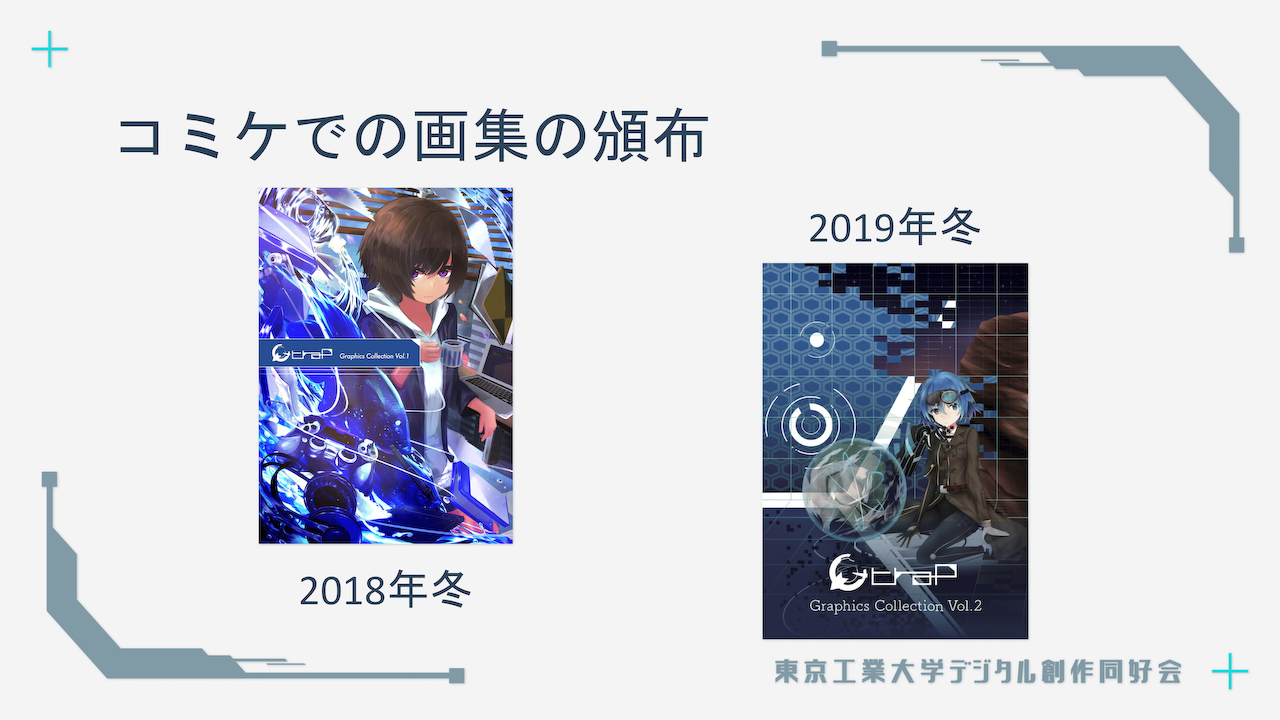 コミケでの画集の頒布
traP Graphics Collection Vol.1
2018年冬
2019年冬
traP
Graphics Collection Vol.2
東京工業大学デジタル創作同好会